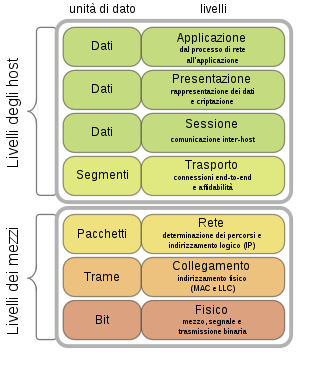 unità di dato
livelli
Livelli degli host
Dati
Applicazione
dal processo di rete
all'applicazione
Dati
Presentazione
rappresentazione dei dati
e criptazione
Dati
Sessione
comunicazione inter-host
Segmenti
Trasporto
connessioni end-to-end
e affidabilità
Livelli dei mezzi
Pacchetti
Rete
determinazione dei percorsi e
indirizzamento logico (IP)
Trame
Collegamento
indirizzamento fisico
(MAC e LLC)
Bit
Fisico
mezzo, segnale e
trasmissione binaria